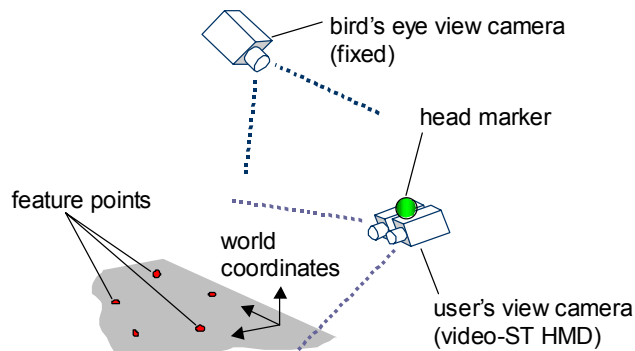 bird's eye view camera
(fixed)
head marker
feature points
world
coordinates
user's view camera
(video-ST HMD)